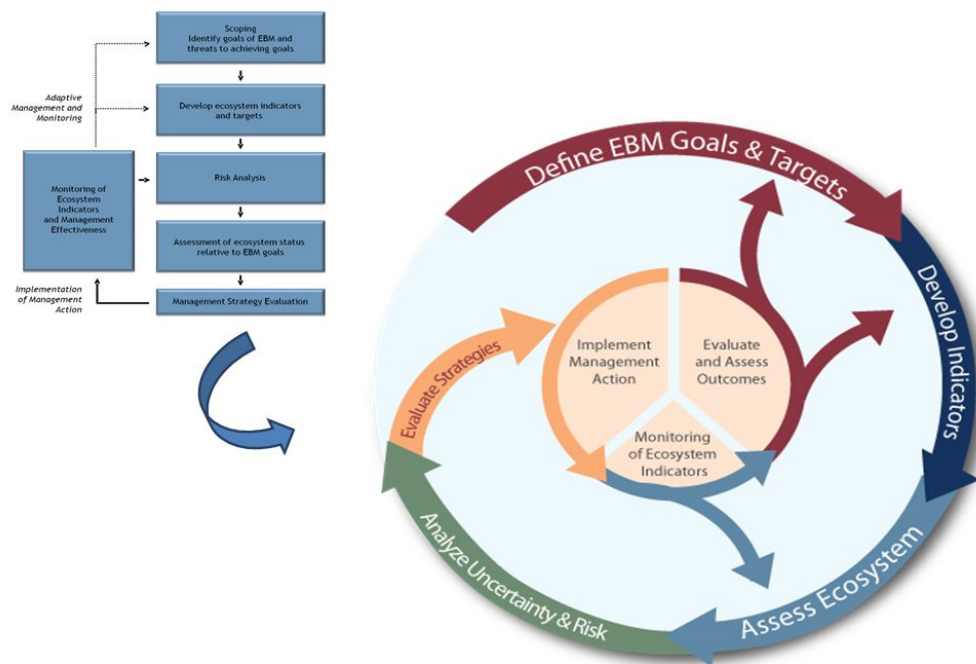 Scoping
Identify goals of EBM and
threats to achieving goals
Adaptive
Management and
Monitoring
Develop ecosystem indicators
and targets
Risk Analysis
Monitoring of
Ecosystem
Indicators
and Management
Effectiveness
Assessment of ecosystem status
relative to EBM goals
Implementation
of Management
Action
Management Strategy Evaluation
Define EBM Goals & Targets
Develop Indicators
Assess Ecosystem
Analyze Uncertainty & Risk
Evaluate Strategies
Implement
Management
Action
Evaluate
and Assess
Outcomes
Monitoring
of Ecosystem
Indicators